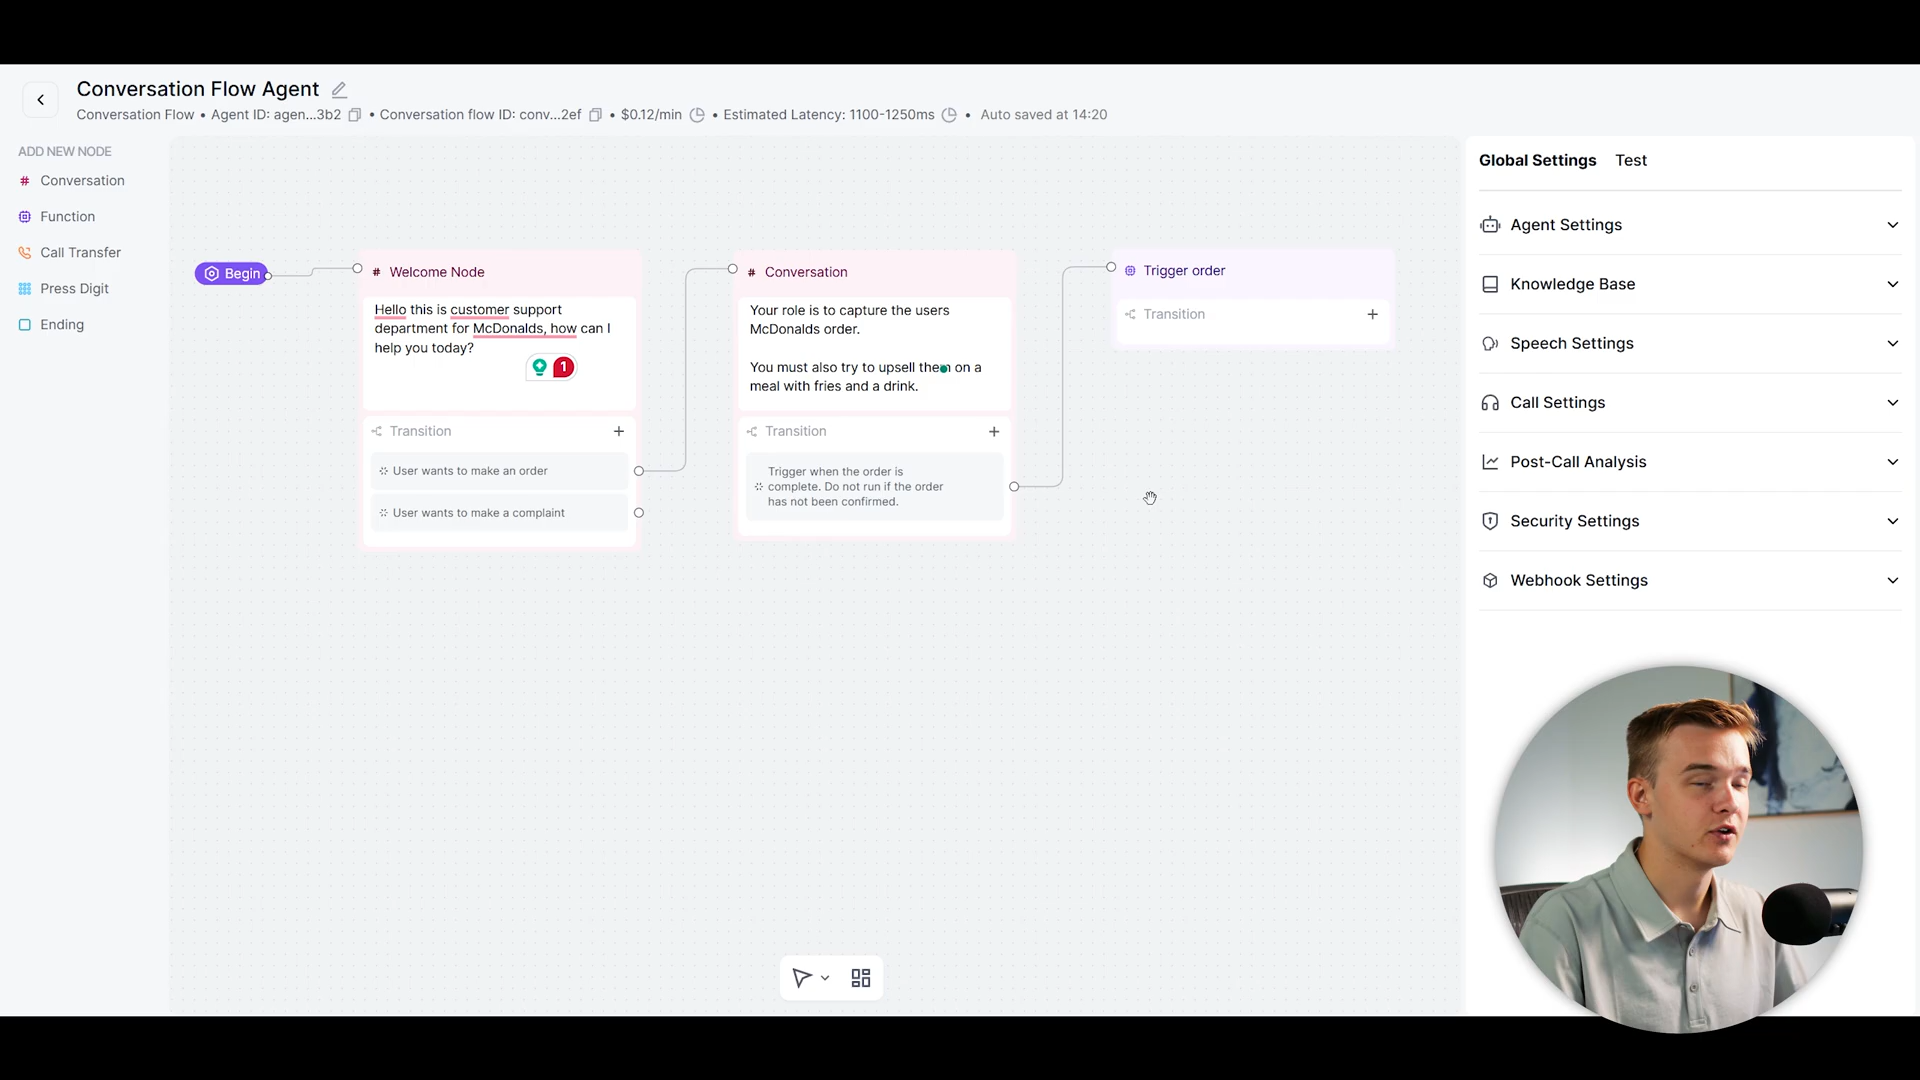 Conversation Flow Agent
Conversation Flow • Agent ID: agen...3b2 • Conversation flow ID: conv...2ef • $0.12/min • Estimated Latency: 1100-1250ms • Auto saved at 14:20
ADD NEW NODE
# Conversation
Function
Call Transfer
Press Digit
Ending
Begin
# Welcome Node
Hello this is customer support
department for McDonalds, how can I
help you today?
1
Transition +
User wants to make an order
User wants to make a complaint
# Conversation
Your role is to capture the users
McDonalds order.
You must also try to upsell them on a
meal with fries and a drink.
Transition +
Trigger when the order is
complete. Do not run if the order
has not been confirmed.
Trigger order
Transition +
Global Settings Test
Agent Settings
Knowledge Base
Speech Settings
Call Settings
Post-Call Analysis
Security Settings
Webhook Settings